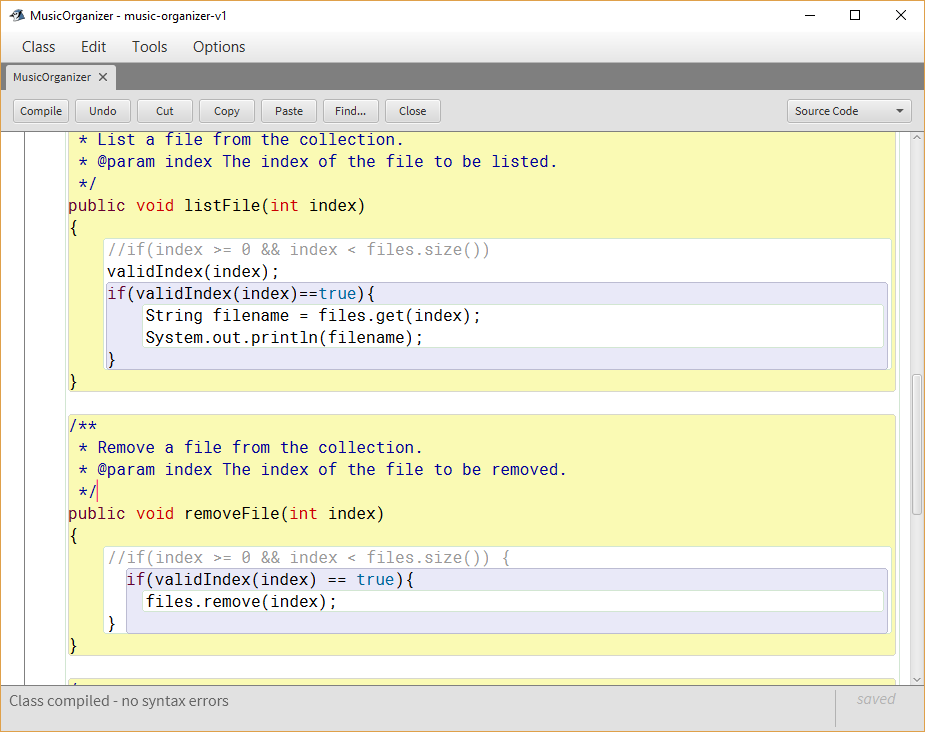 MusicOrganizer - music-organizer-v1
Class Edit Tools Options
MusicOrganizer
Compile Undo Cut Copy Paste Find... Close Source Code
* List a file from the collection.
* @param index The index of the file to be listed.
*/
public void listFile(int index)
{
//if(index >= 0 && index < files.size())
validIndex(index);
if(validIndex(index)==true){
String filename = files.get(index);
System.out.println(filename);
}
}
/**
* Remove a file from the collection.
* @param index The index of the file to be removed.
*/
public void removeFile(int index)
{
//if(index >= 0 && index < files.size()) {
if(validIndex(index) == true){
files.remove(index);
}
}
Class compiled - no syntax errors
saved